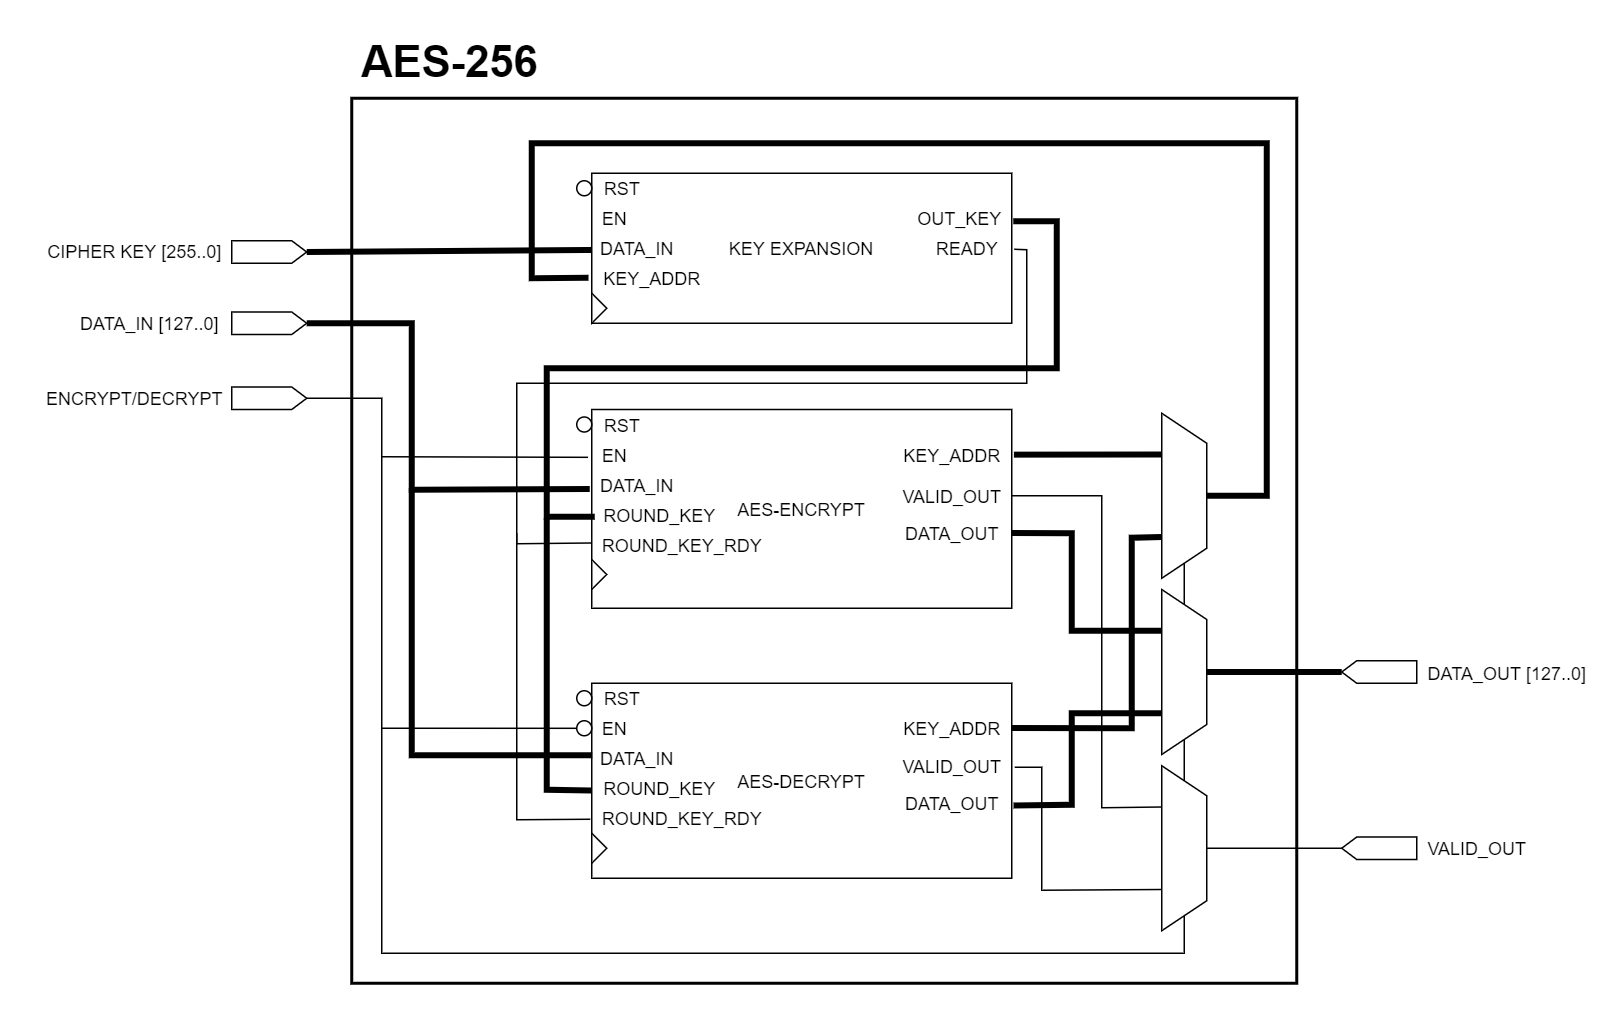 AES-256
CIPHER KEY [255..0]
DATA_IN [127..0]
ENCRYPT/DECRYPT
RST
EN
DATA_IN
KEY_ADDR
KEY EXPANSION
OUT_KEY
READY
RST
EN
DATA_IN
ROUND_KEY
ROUND_KEY_RDY
AES-ENCRYPT
KEY_ADDR
VALID_OUT
DATA_OUT
RST
EN
DATA_IN
ROUND_KEY
ROUND_KEY_RDY
AES-DECRYPT
KEY_ADDR
VALID_OUT
DATA_OUT
DATA_OUT [127..0]
VALID_OUT